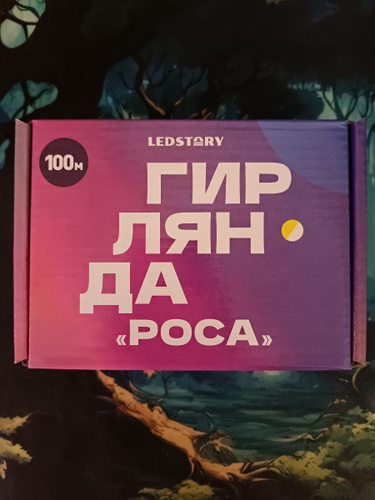 LEDSTORY
100м
ГИР
ЛЯН
ДА
«РОСА»